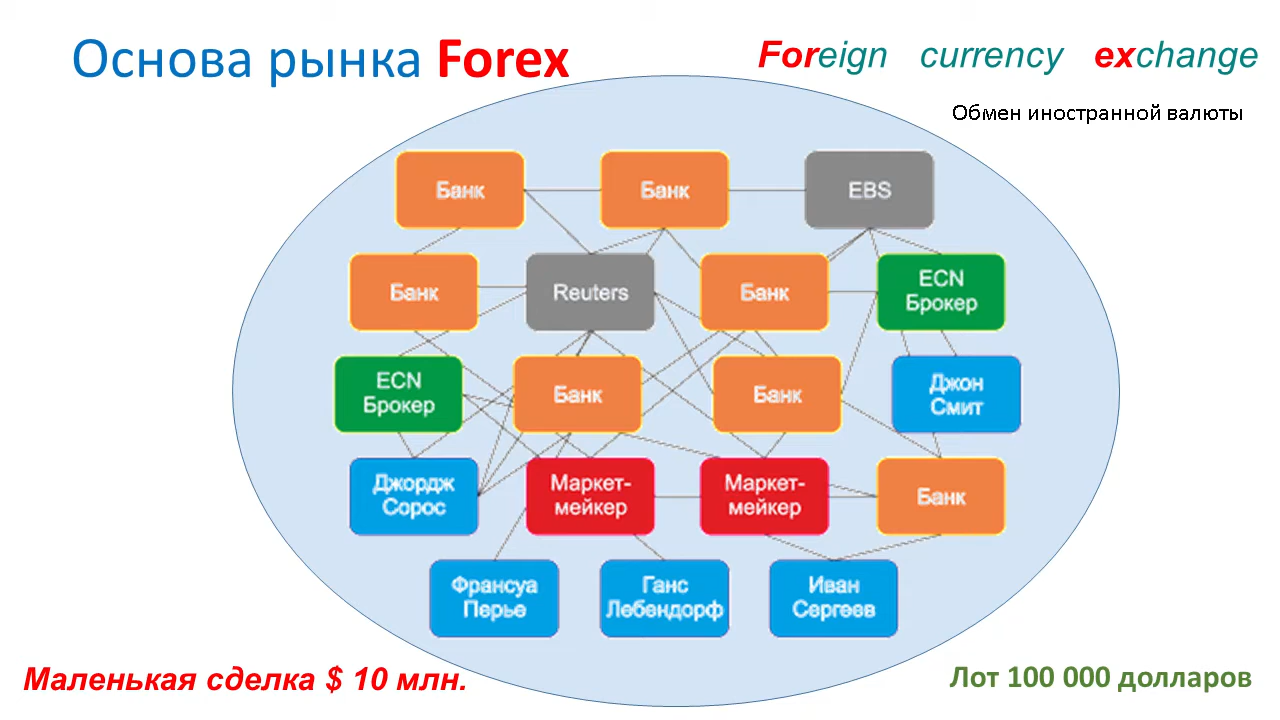 Основа рынка Forex
Foreign currency exchange
Обмен иностранной валюты
Банк
Банк
EBS
Банк
Reuters
Банк
ECN
Брокер
ECN
Брокер
Банк
Банк
Джон
Смит
Джордж
Сорос
Маркет-
мейкер
Маркет-
мейкер
Банк
Франсуа
Перье
Ганс
Лебендорф
Иван
Сергеев
Маленькая сделка $ 10 млн.
Лот 100 000 долларов